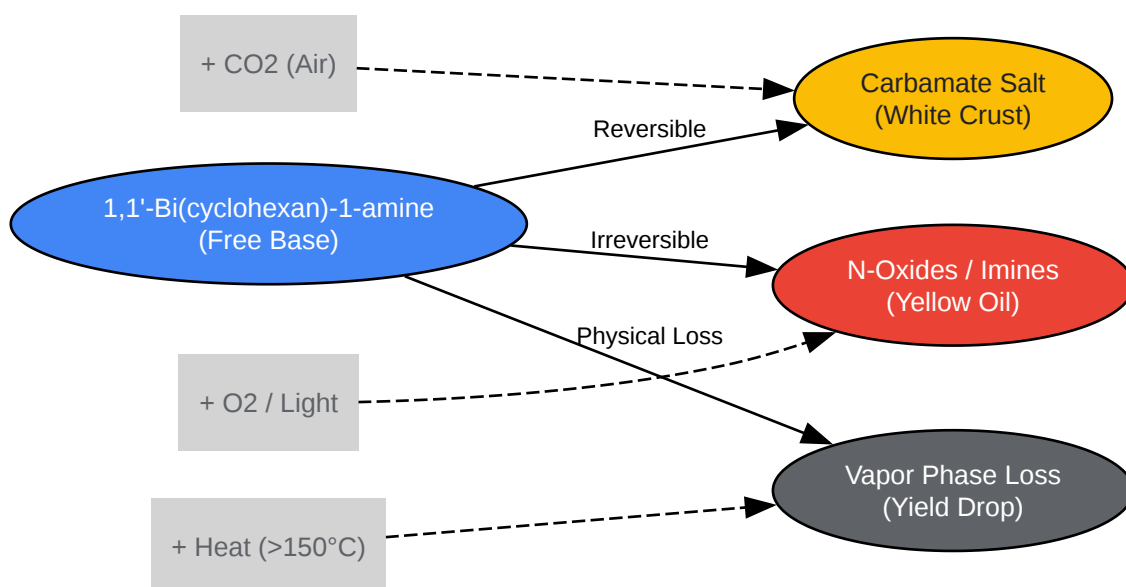 + CO2 (Air)
Carbamate Salt
(White Crust)
Reversible
1,1'-Bi(cyclohexan)-1-amine
(Free Base)
Irreversible
N-Oxides / Imines
(Yellow Oil)
Physical Loss
+ O2 / Light
Vapor Phase Loss
(Yield Drop)
+ Heat (>150°C)